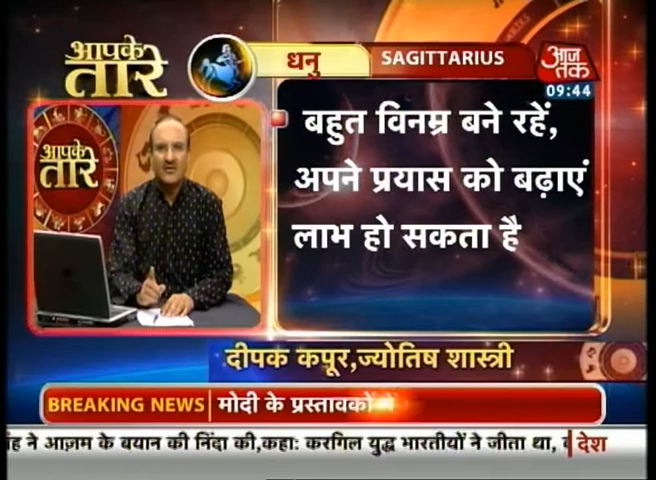 आपके
तारे
धनु
SAGITTARIUS
आज
तक
09:44
आपके
तारे
बहुत विनम्र बने रहें,
अपने प्रयास को बढ़ाएं
लाभ हो सकता है
दीपक कपूर,ज्योतिष शास्त्री
BREAKING NEWS मोदी के प्रस्तावकों
ने आज़म के बयान की निंदा की,कहा: करगिल युद्ध भारतीयों ने जीता था, देश